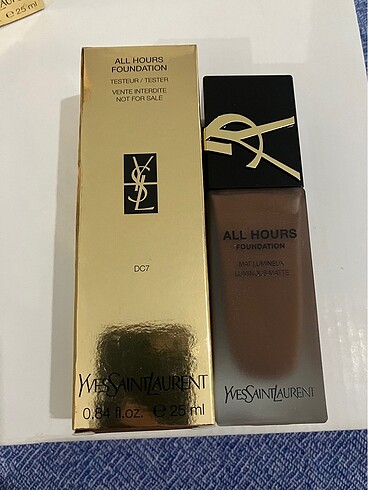 25 ml
ALL HOURS
FOUNDATION
TESTEUR / TESTER
VENTE INTERDITE
NOT FOR SALE
YSL
DC7
YVESSAINTLAURENT
0.84 fl.oz. ℮ 25 ml
ALL HOURS
FOUNDATION
MAT LUMINEUX
LUMINOUS MATTE
YVESSAINTLAURENT